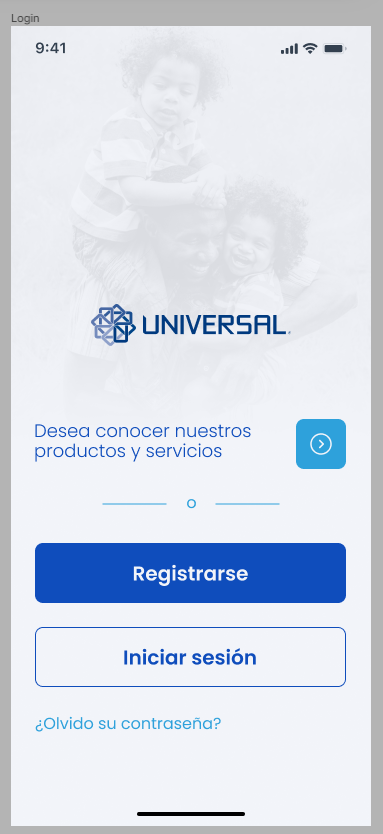 Login
9:41
UNIVERSAL.
Desea conocer nuestros
productos y servicios
o
Registrarse
Iniciar sesión
¿Olvido su contraseña?